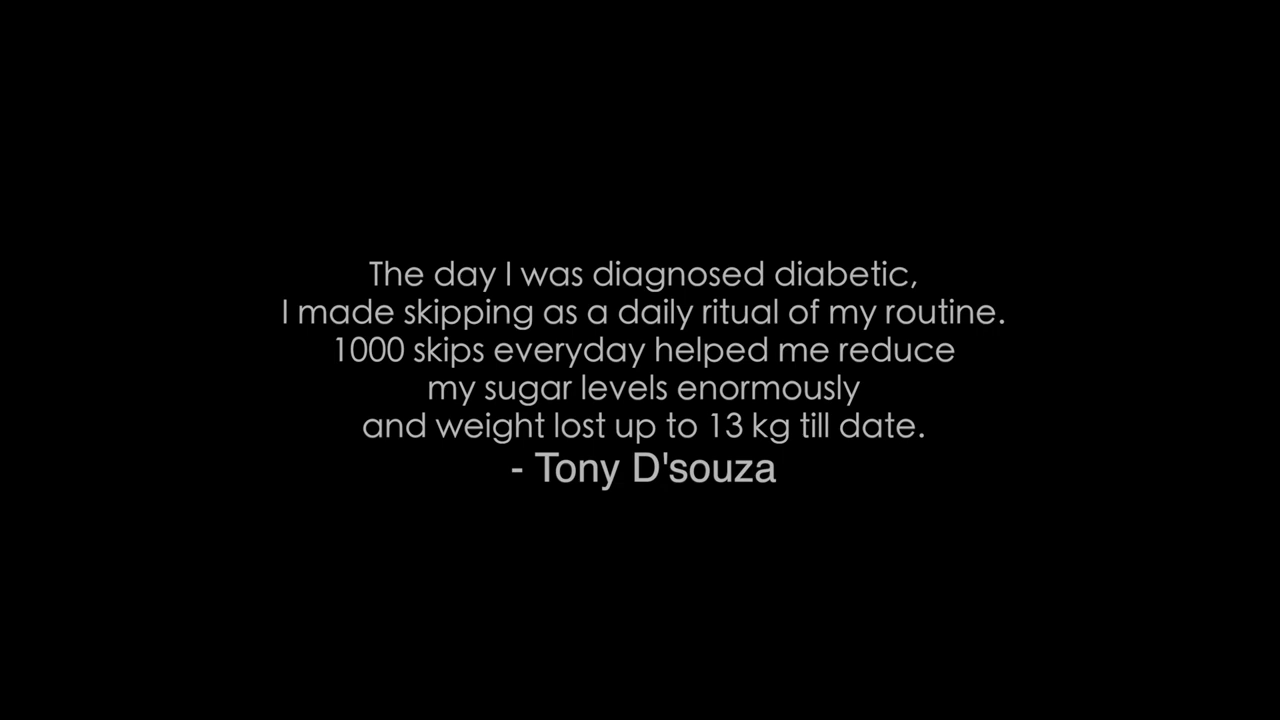 The day I was diagnosed diabetic,
I made skipping as a daily ritual of my routine.
1000 skips everyday helped me reduce
my sugar levels enormously
and weight lost up to 13 kg till date.
- Tony D'souza